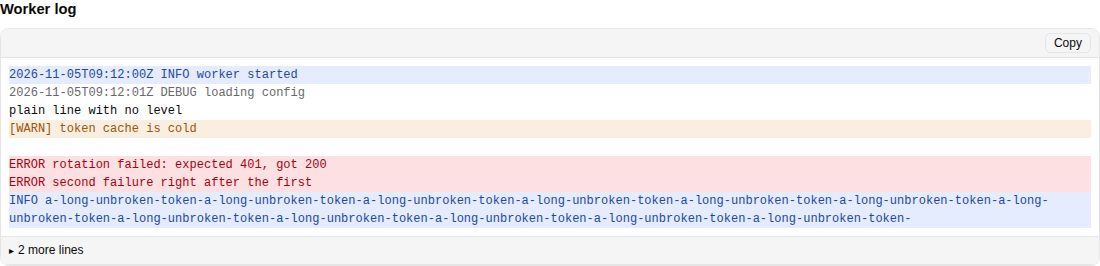 Worker log
Copy
2026-11-05T09:12:00Z INFO worker started
2026-11-05T09:12:01Z DEBUG loading config
plain line with no level
[WARN] token cache is cold
ERROR rotation failed: expected 401, got 200
ERROR second failure right after the first
INFO a-long-unbroken-token-a-long-unbroken-token-a-long-unbroken-token-a-long-unbroken-token-a-long-unbroken-token-a-long-
unbroken-token-a-long-unbroken-token-a-long-unbroken-token-a-long-unbroken-token-a-long-unbroken-token-a-long-unbroken-token-
▸ 2 more lines